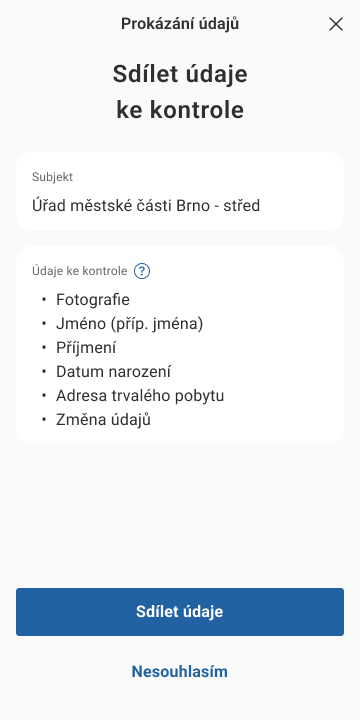 Prokázání údajů
Sdílet údaje
ke kontrole
Subjekt
Úřad městské části Brno - střed
Údaje ke kontrole ?
• Fotografie
• Jméno (příp. jména)
• Příjmení
• Datum narození
• Adresa trvalého pobytu
• Změna údajů
Sdílet údaje
Nesouhlasím